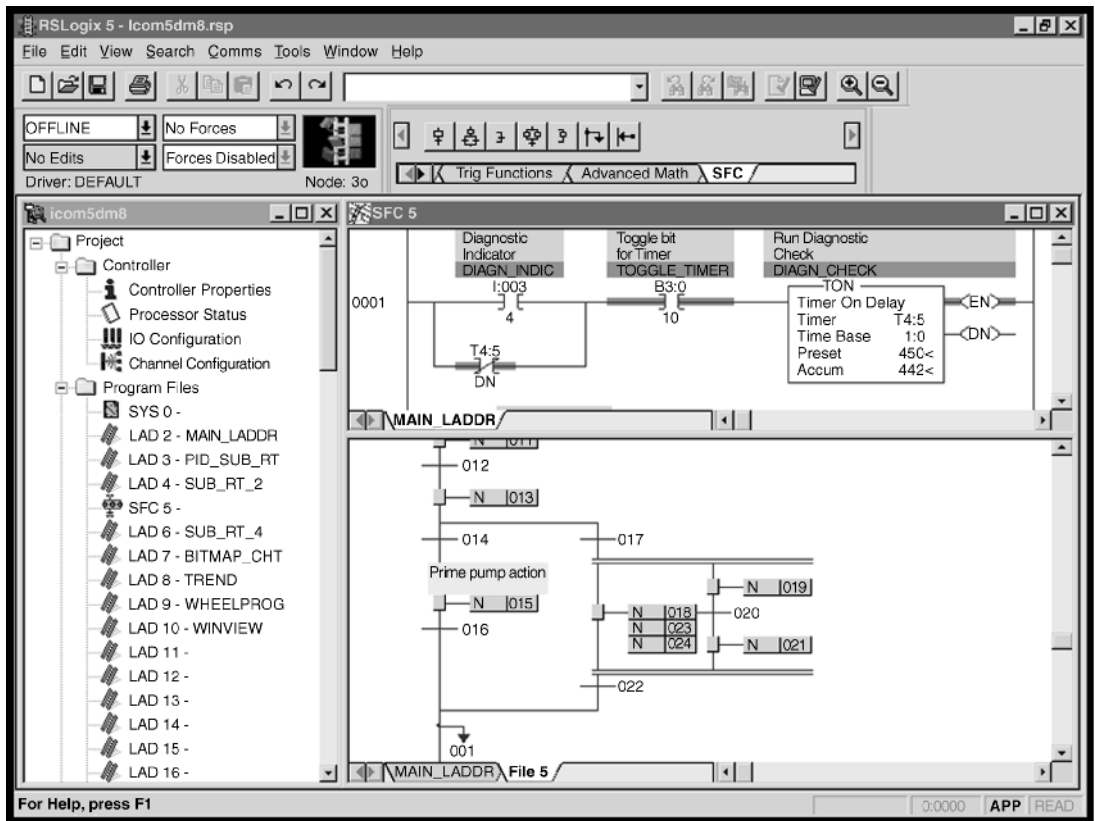 RSLogix 5 - Icom5dm8.rsp
File Edit View Search Comms Tools Window Help
OFFLINE No Forces
No Edits Forces Disabled
Driver: DEFAULT Node: 3o
Trig Functions Advanced Math SFC
icom5dm8
Project
Controller
Controller Properties
Processor Status
IO Configuration
Channel Configuration
Program Files
SYS 0 -
LAD 2 - MAIN_LADDR
LAD 3 - PID_SUB_RT
LAD 4 - SUB_RT_2
SFC 5 -
LAD 6 - SUB_RT_4
LAD 7 - BITMAP_CHT
LAD 8 - TREND
LAD 9 - WHEELPROG
LAD 10 - WINVIEW
LAD 11 -
LAD 12 -
LAD 13 -
LAD 14 -
LAD 15 -
LAD 16 -
SFC 5
Diagnostic Toggle bit Run Diagnostic
Indicator for Timer Check
DIAGN_INDIC TOGGLE_TIMER DIAGN_CHECK
I:003 B3:0 TON
0001 Timer On Delay EN
4 10 Timer T4:5
Time Base 1:0 DN
T4:5 Preset 450<
DN Accum 442<
MAIN_LADDR
N 011
012
N 013
014 017
Prime pump action
N 019
N 015 N 018 020
016 N 023
N 024 N 021
022
001
MAIN_LADDR File 5
For Help, press F1 0:0000 APP READ